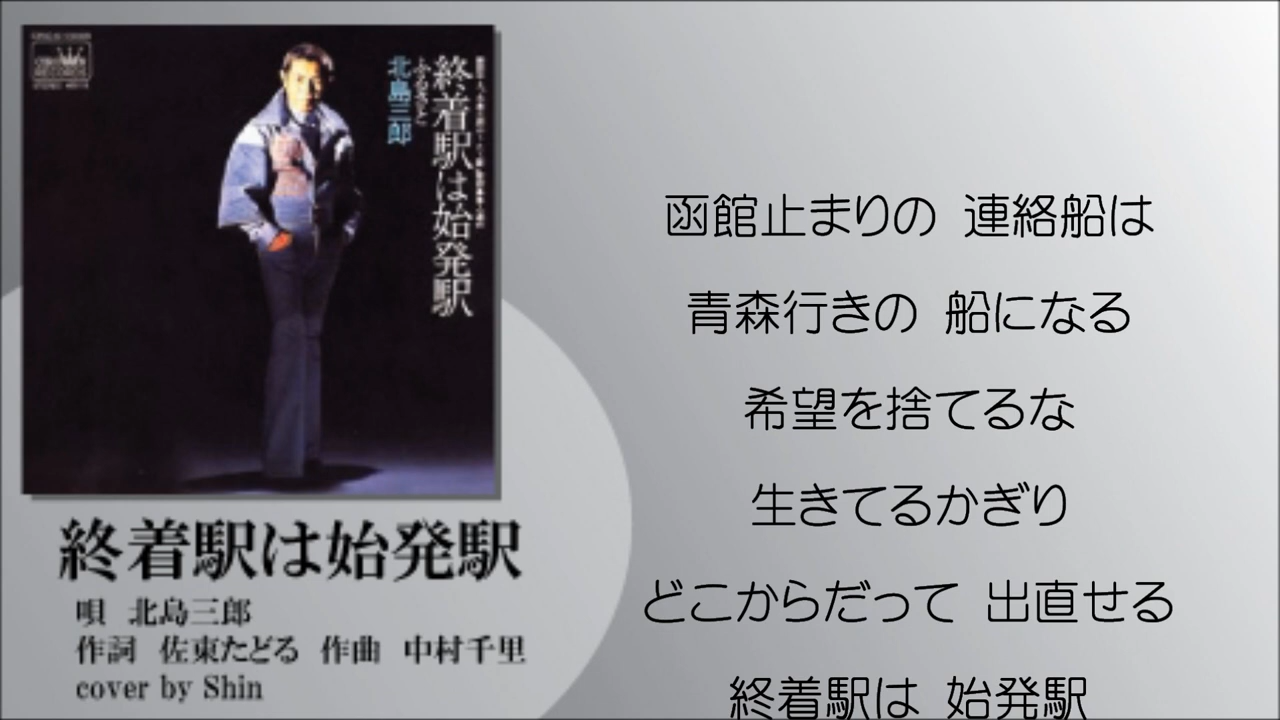 終着駅は始発駅
ふるさと
北島三郎
終着駅は始発駅
唄 北島三郎
作詞 佐東たどる 作曲 中村千里
cover by Shin
函館止まりの 連絡船は
青森行きの 船になる
希望を捨てるな
生きてるかぎり
どこからだって 出直せる
終着駅は 始発駅